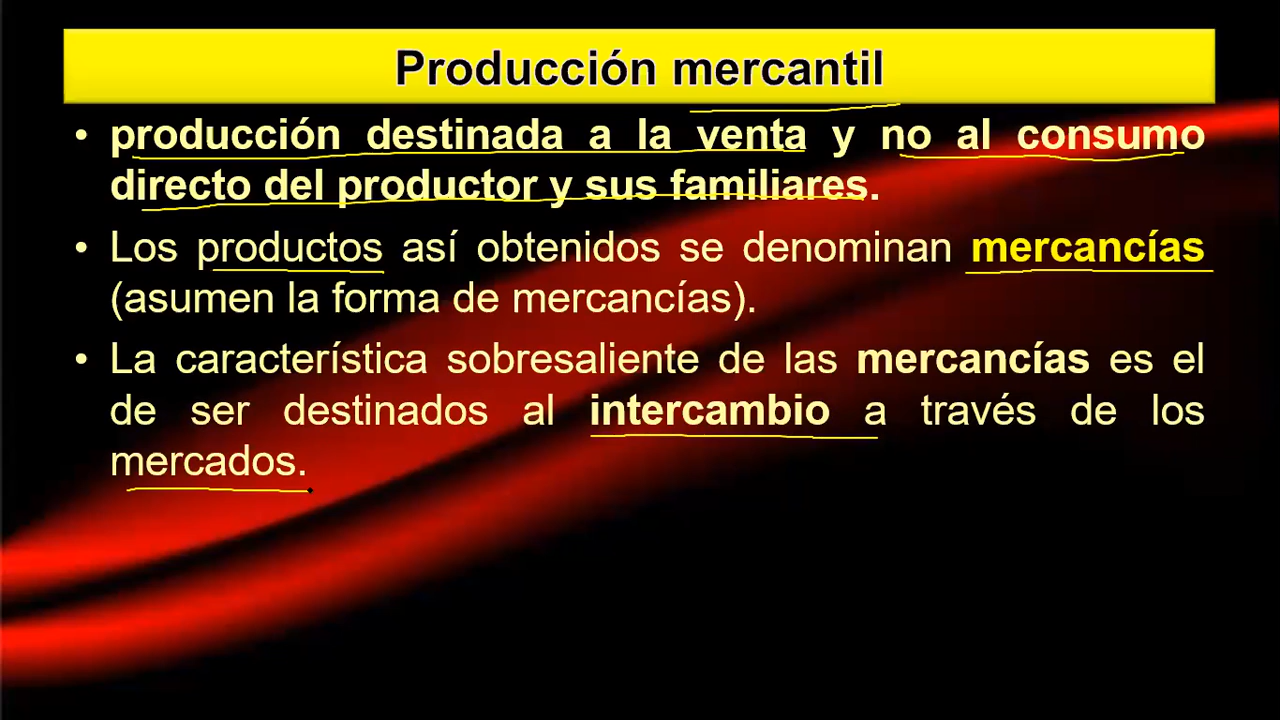 Producción mercantil
• producción destinada a la venta y no al consumo
directo del productor y sus familiares.
• Los productos así obtenidos se denominan mercancías
(asumen la forma de mercancías).
• La característica sobresaliente de las mercancías es el
de ser destinados al intercambio a través de los
mercados.